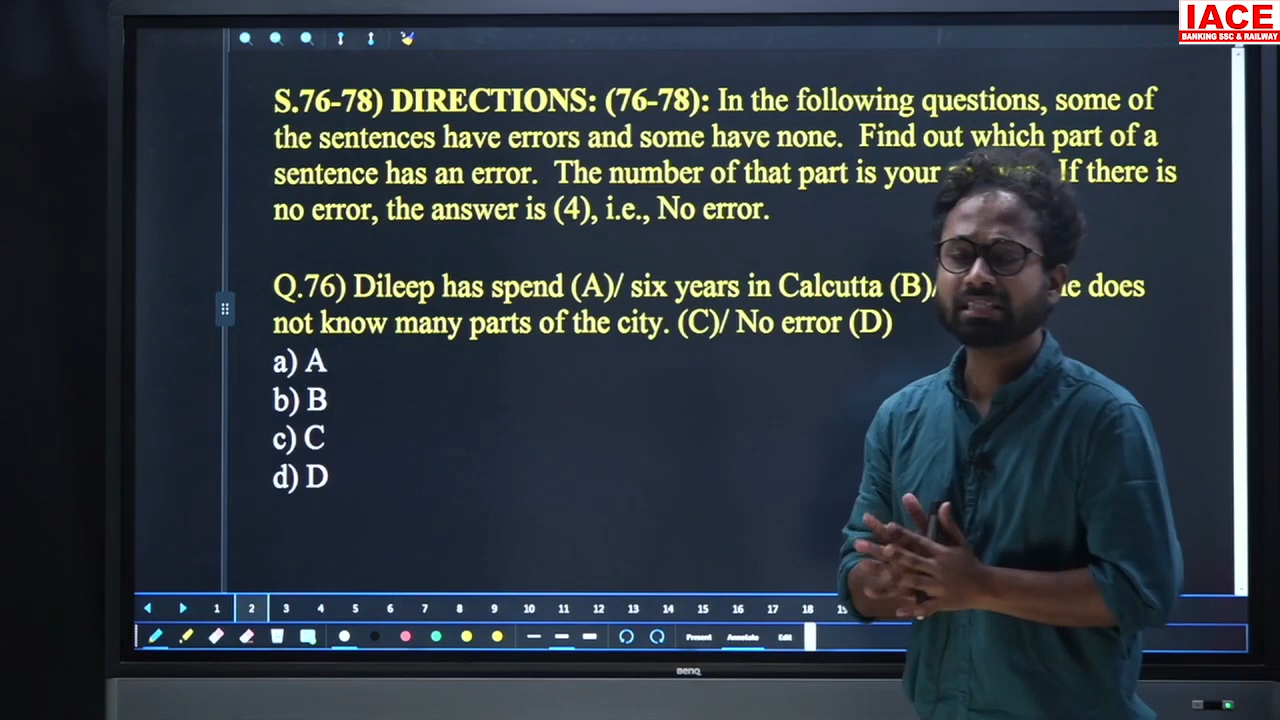 IACE
BANKING SSC & RAILWAY
S.76-78) DIRECTIONS: (76-78): In the following questions, some of
the sentences have errors and some have none. Find out which part of a
sentence has an error. The number of that part is your If there is
no error, the answer is (4), i.e., No error.
Q.76) Dileep has spend (A)/ six years in Calcutta (B)/ does
not know many parts of the city. (C)/ No error (D)
a) A
b) B
c) C
d) D
1 2 3 4 5 6 7 8 9 10 11 12 13 14 15 16 17 18
Present Annotate Edit
BenQ